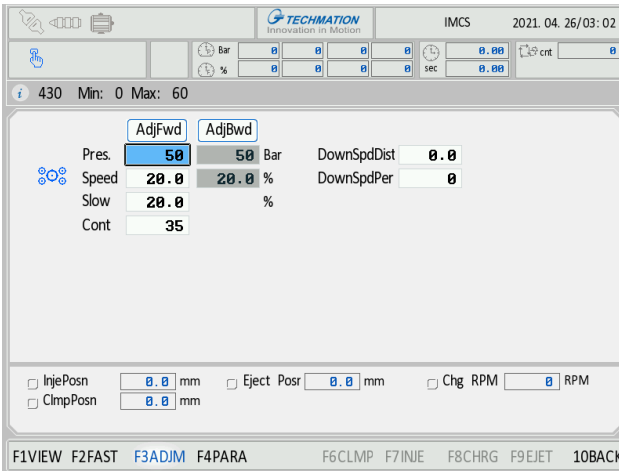 TECHMATION
Innovation in Motion
IMCS 2021. 04. 26/03: 02
Bar 0 0 0 0 0.00 cnt 0
% 0 0 0 0 sec 0.00
i 430 Min: 0 Max: 60
AdjFwd AdjBwd
Pres. 50 50 Bar DownSpdDist 0.0
Speed 20.0 20.0 % DownSpdPer 0
Slow 20.0 %
Cont 35
InjePosn 0.0 mm Eject Posr 0.0 mm Chg RPM 0 RPM
ClmpPosn 0.0 mm
F1VIEW F2FAST F3ADJM F4PARA F6CLMP F7INJE F8CHRG F9EJET 10BACK